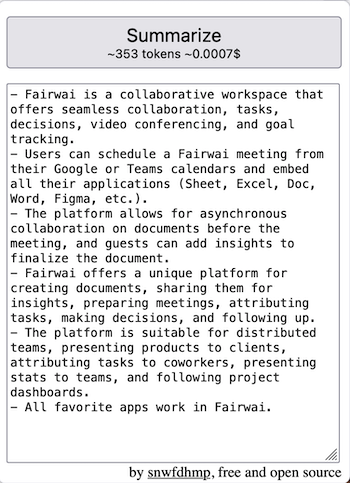 Summarize
~353 tokens ~0.0007$
– Fairwai is a collaborative workspace that
offers seamless collaboration, tasks,
decisions, video conferencing, and goal
tracking.
– Users can schedule a Fairwai meeting from
their Google or Teams calendars and embed
all their applications (Sheet, Excel, Doc,
Word, Figma, etc.).
– The platform allows for asynchronous
collaboration on documents before the
meeting, and guests can add insights to
finalize the document.
– Fairwai offers a unique platform for
creating documents, sharing them for
insights, preparing meetings, attributing
tasks, making decisions, and following up.
– The platform is suitable for distributed
teams, presenting products to clients,
attributing tasks to coworkers, presenting
stats to teams, and following project
dashboards.
– All favorite apps work in Fairwai.
by snwfdhmp, free and open source